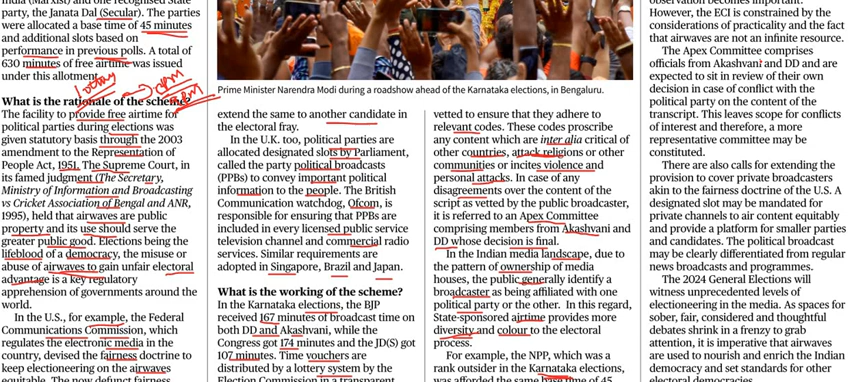 India (Marxist) and one recognised State
party, the Janata Dal (Secular). The parties
were allocated a base time of 45 minutes
and additional slots based on
performance in previous polls. A total of
630 minutes of free airtime was issued
under this allotment.
What is the rationale of the scheme?
The facility to provide free airtime for
political parties during elections was
given statutory basis through the 2003
amendment to the Representation of
People Act, 1951. The Supreme Court, in
its famed judgment (The Secretary,
Ministry of Information and Broadcasting
vs Cricket Association of Bengal and ANR,
1995), held that airwaves are public
property and its use should serve the
greater public good. Elections being the
lifeblood of a democracy, the misuse or
abuse of airwaves to gain unfair electoral
advantage is a key regulatory
apprehension of governments around the
world.
In the U.S., for example, the Federal
Communications Commission, which
regulates the electronic media in the
country, devised the fairness doctrine to
keep electioneering on the airwaves
equitable. The now defunct fairness
Prime Minister Narendra Modi during a roadshow ahead of the Karnataka elections, in Bengaluru.
extend the same to another candidate in
the electoral fray.
In the U.K. too, political parties are
allocated designated slots by Parliament,
called the party political broadcasts
(PPBs) to convey important political
information to the people. The British
Communication watchdog, Ofcom, is
responsible for ensuring that PPBs are
included in every licensed public service
television channel and commercial radio
services. Similar requirements are
adopted in Singapore, Brazil and Japan.
What is the working of the scheme?
In the Karnataka elections, the BJP
received 167 minutes of broadcast time on
both DD and Akashvani, while the
Congress got 174 minutes and the JD(S) got
107 minutes. Time vouchers are
distributed by a lottery system by the
Election Commission in a transparent
vetted to ensure that they adhere to
relevant codes. These codes proscribe
any content which are inter alia critical of
other countries, attack religions or other
communities or incites violence and
personal attacks. In case of any
disagreements over the content of the
script as vetted by the public broadcaster,
it is referred to an Apex Committee
comprising members from Akashvani and
DD whose decision is final.
In the Indian media landscape, due to
the pattern of ownership of media
houses, the public generally identify a
broadcaster as being affiliated with one
political party or the other. In this regard,
State-sponsored airtime provides more
diversity and colour to the electoral
process.
For example, the NPP, which was a
rank outsider in the Karnataka elections,
was afforded the same base time of 45
observation becomes important.
However, the ECI is constrained by the
considerations of practicality and the fact
that airwaves are not an infinite resource.
The Apex Committee comprises
officials from Akashvani and DD and are
expected to sit in review of their own
decision in case of conflict with the
political party on the content of the
transcript. This leaves scope for conflicts
of interest and therefore, a more
representative committee may be
constituted.
There are also calls for extending the
provision to cover private broadcasters
akin to the fairness doctrine of the U.S. A
designated slot may be mandated for
private channels to air content equitably
and provide a platform for smaller parties
and candidates. The political broadcast
may be clearly differentiated from regular
news broadcasts and programmes.
The 2024 General Elections will
witness unprecedented levels of
electioneering in the media. As spaces for
sober, fair, considered and thoughtful
debates shrink in a frenzy to grab
attention, it is imperative that airwaves
are used to nourish and enrich the Indian
democracy and set standards for other
electoral democracies.